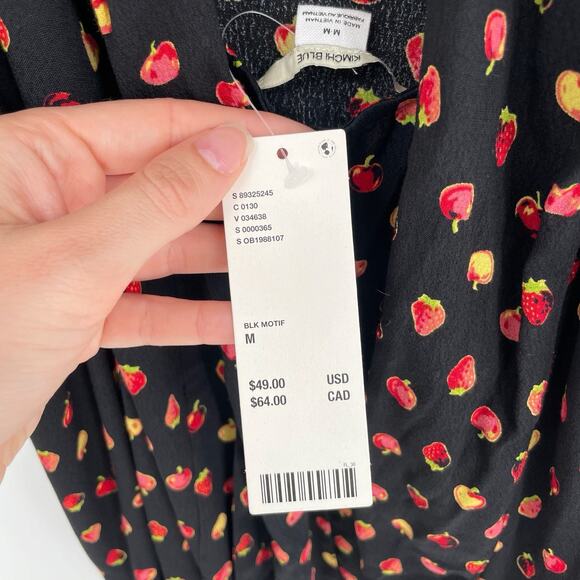 M-M
MADE IN VIETNAM
FABRIQUÉ AU VIETNAM
KIMCHI BLUE
S 89325245
C 0130
V 034638
S 0000365
S OB1988107
BLK MOTIF
M
$49.00 USD
$64.00 CAD